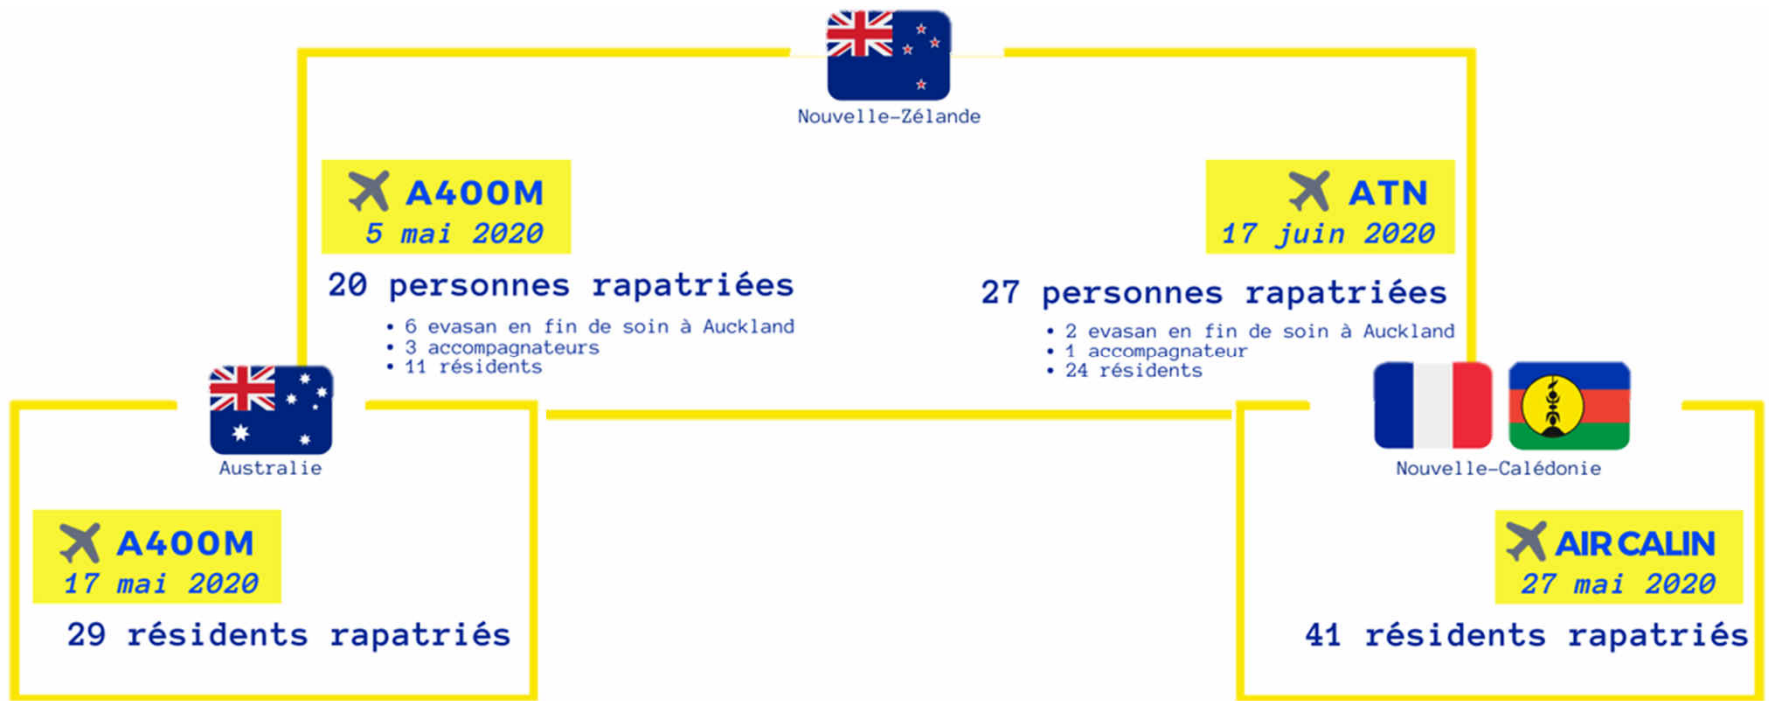 Nouvelle-Zélande
A400M
5 mai 2020
20 personnes rapatriées
• 6 evasan en fin de soin à Auckland
• 3 accompagnateurs
• 11 résidents
ATN
17 juin 2020
27 personnes rapatriées
• 2 evasan en fin de soin à Auckland
• 1 accompagnateur
• 24 résidents
Australie
A400M
17 mai 2020
29 résidents rapatriés
Nouvelle-Calédonie
AIR CALIN
27 mai 2020
41 résidents rapatriés